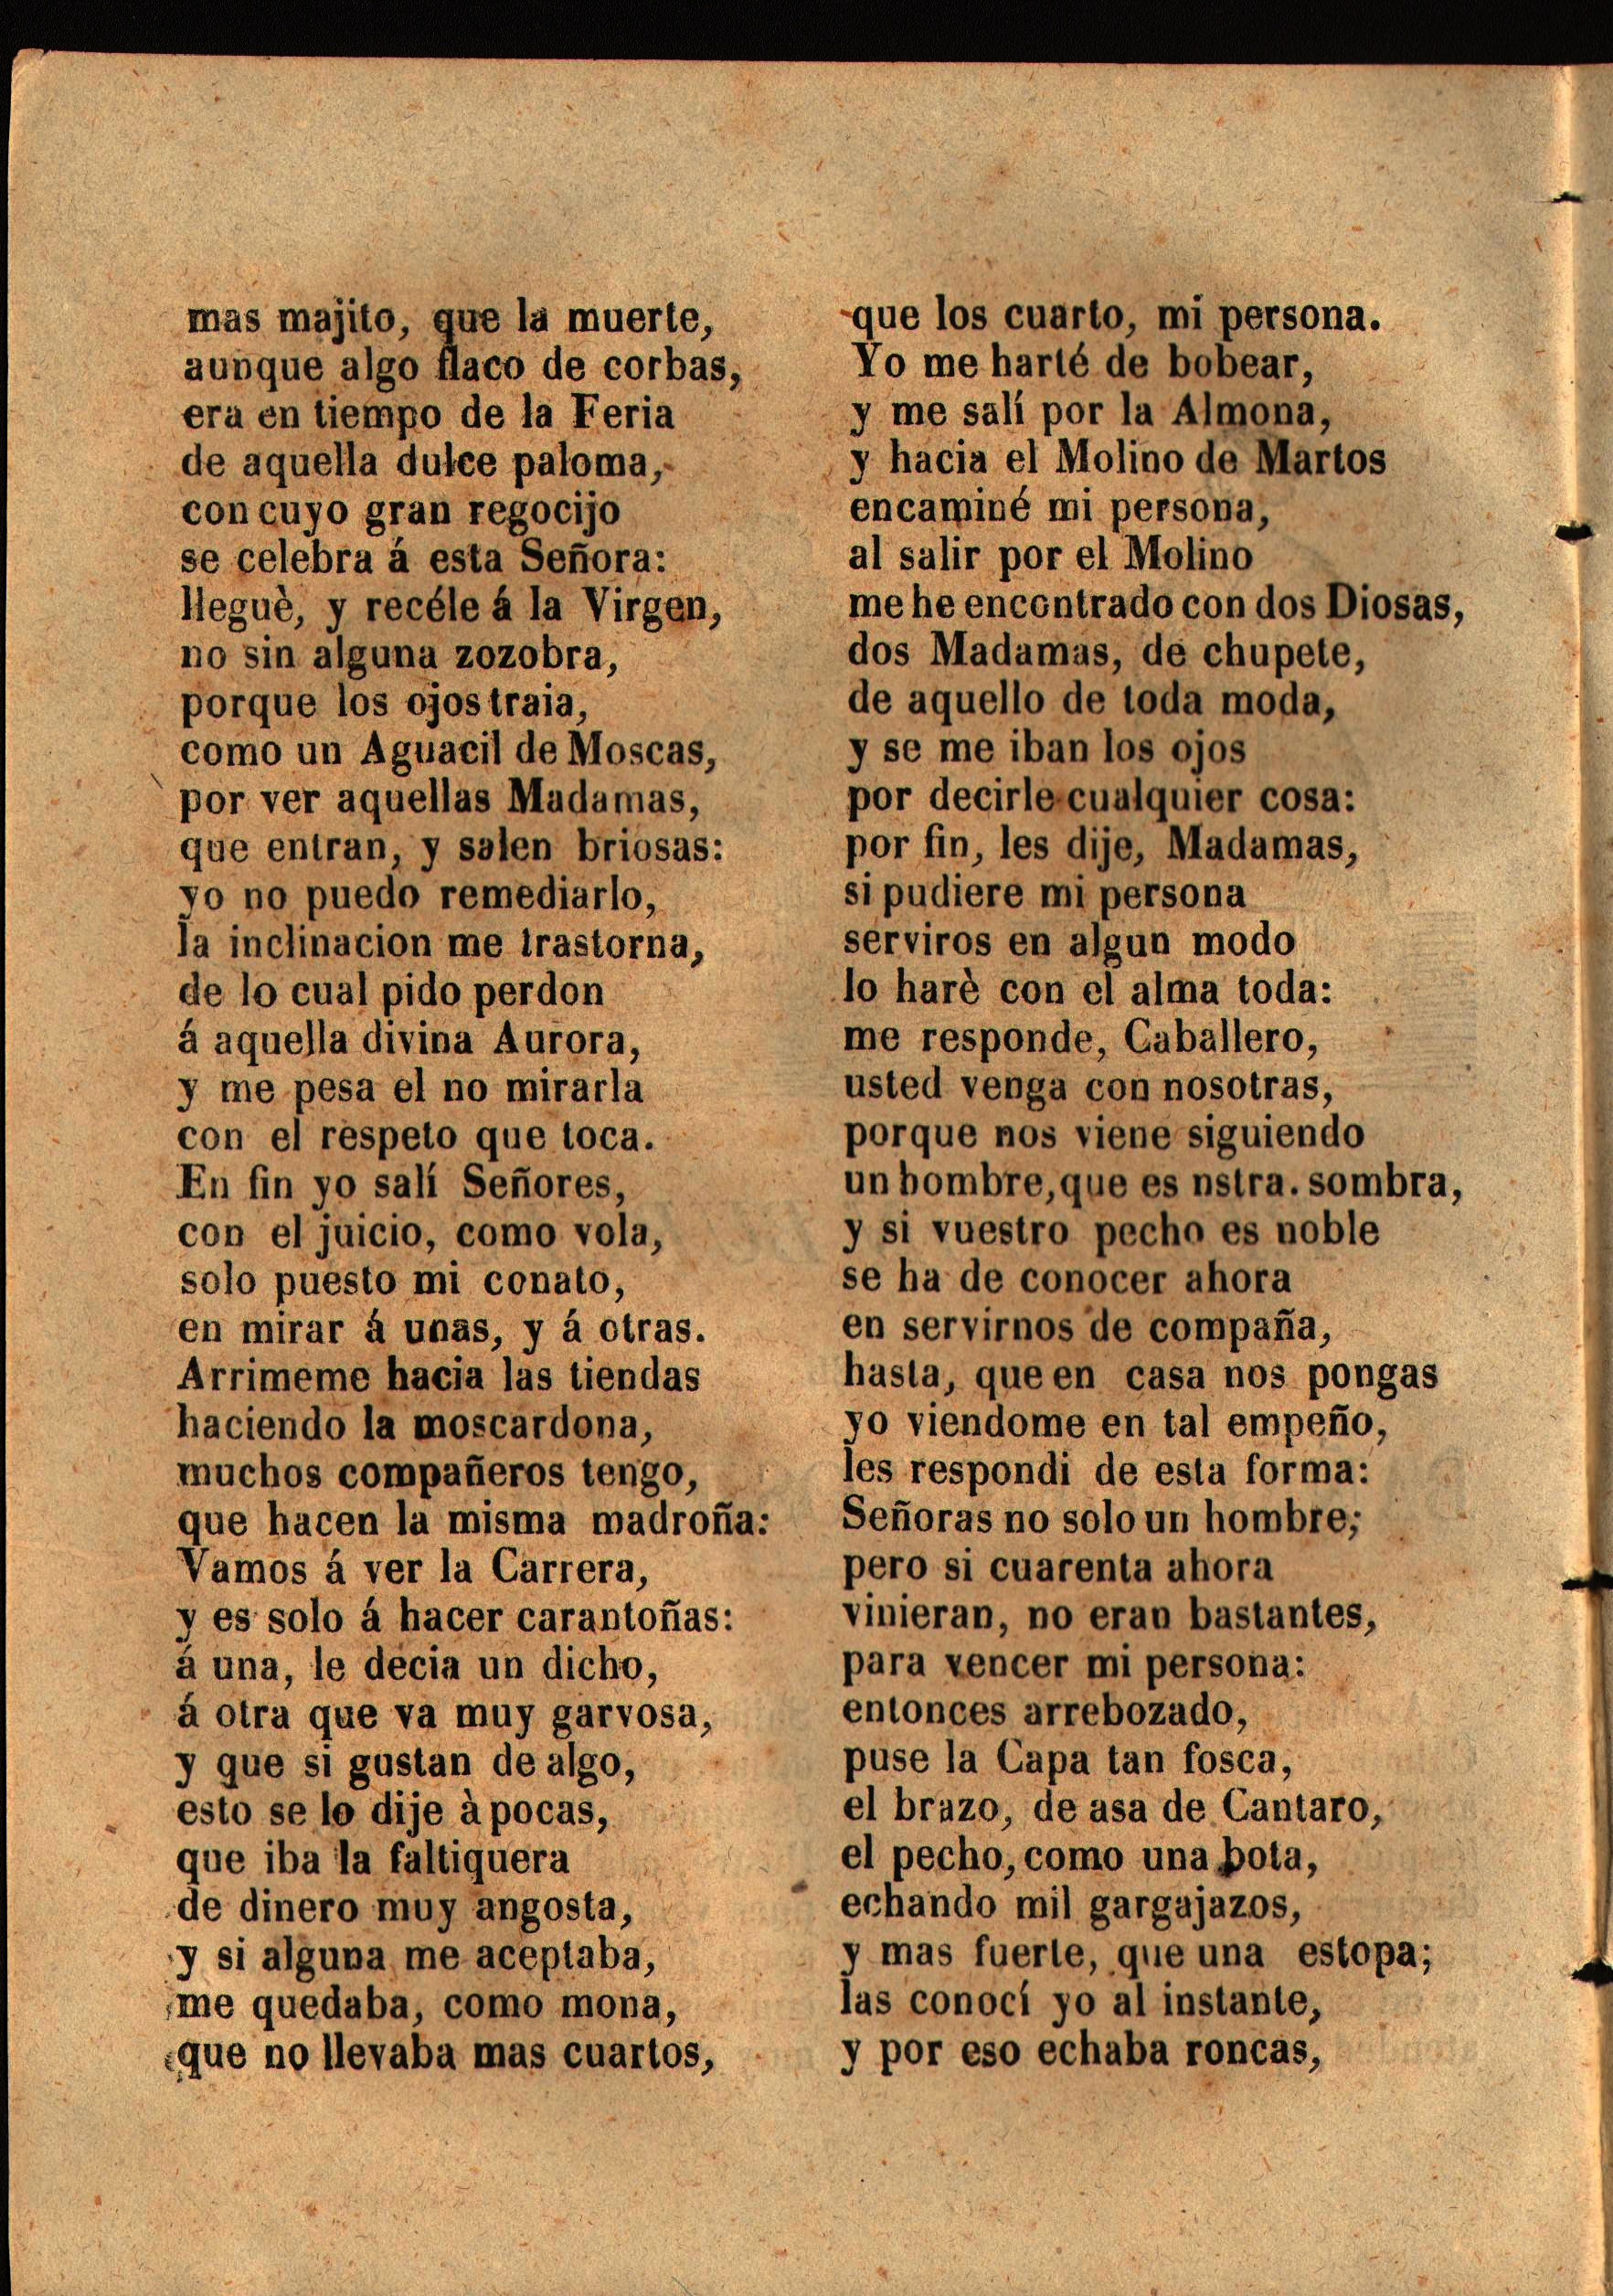 mas majito, que la muerte,
aunque algo flaco de corbas,
era en tiempo de la Feria
de aquella dulce paloma,
con cuyo gran regocijo
se celebra á esta Señora:
lleguè, y recéle á la Virgen,
no sin alguna zozobra,
porque los ojos traia,
como un Aguacil de Moscas,
por ver aquellas Madamas,
que entran, y salen briosas:
yo no puedo remediarlo,
la inclinacion me trastorna,
de lo cual pido perdon
á aquella divina Aurora,
y me pesa el no mirarla
con el respeto que toca.
En fin yo salí Señores,
con el juicio, como vola,
solo puesto mi conato,
en mirar á unas, y á otras.
Arrimeme hacia las tiendas
haciendo la moscardona,
muchos compañeros tengo,
que hacen la misma madroña:
Vamos á ver la Carrera,
y es solo á hacer carantoñas:
á una, le decia un dicho,
á otra que va muy garvosa,
y que si gustan de algo,
esto se lo dije à pocas,
que iba la faltiquera
de dinero muy angosta,
y si alguna me aceptaba,
me quedaba, como mona,
que no llevaba mas cuartos,
que los cuarto, mi persona.
Yo me harté de bobear,
y me salí por la Almona,
y hacia el Molino de Martos
encaminé mi persona,
al salir por el Molino
me he encontrado con dos Diosas,
dos Madamas, de chupete,
de aquello de toda moda,
y se me iban los ojos
por decirle cualquier cosa:
por fin, les dije, Madamas,
si pudiere mi persona
serviros en algun modo
lo harè con el alma toda:
me responde, Caballero,
usted venga con nosotras,
porque nos viene siguiendo
un hombre, que es nstra. sombra,
y si vuestro pecho es noble
se ha de conocer ahora
en servirnos de compaña,
hasta, que en casa nos pongas
yo viendome en tal empeño,
les respondi de esta forma:
Señoras no solo un hombre;
pero si cuarenta ahora
vinieran, no eran bastantes,
para vencer mi persona:
entonces arrebozado,
puse la Capa tan fosca,
el brazo, de asa de Cantaro,
el pecho, como una bota,
echando mil gargajazos,
y mas fuerte, que una estopa;
las conocí yo al instante,
y por eso echaba roncas,